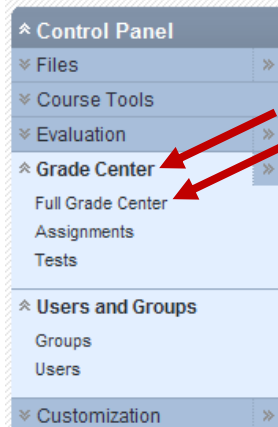 Control Panel
Files
Course Tools
Evaluation
Grade Center
Full Grade Center
Assignments
Tests
Users and Groups
Groups
Users
Customization